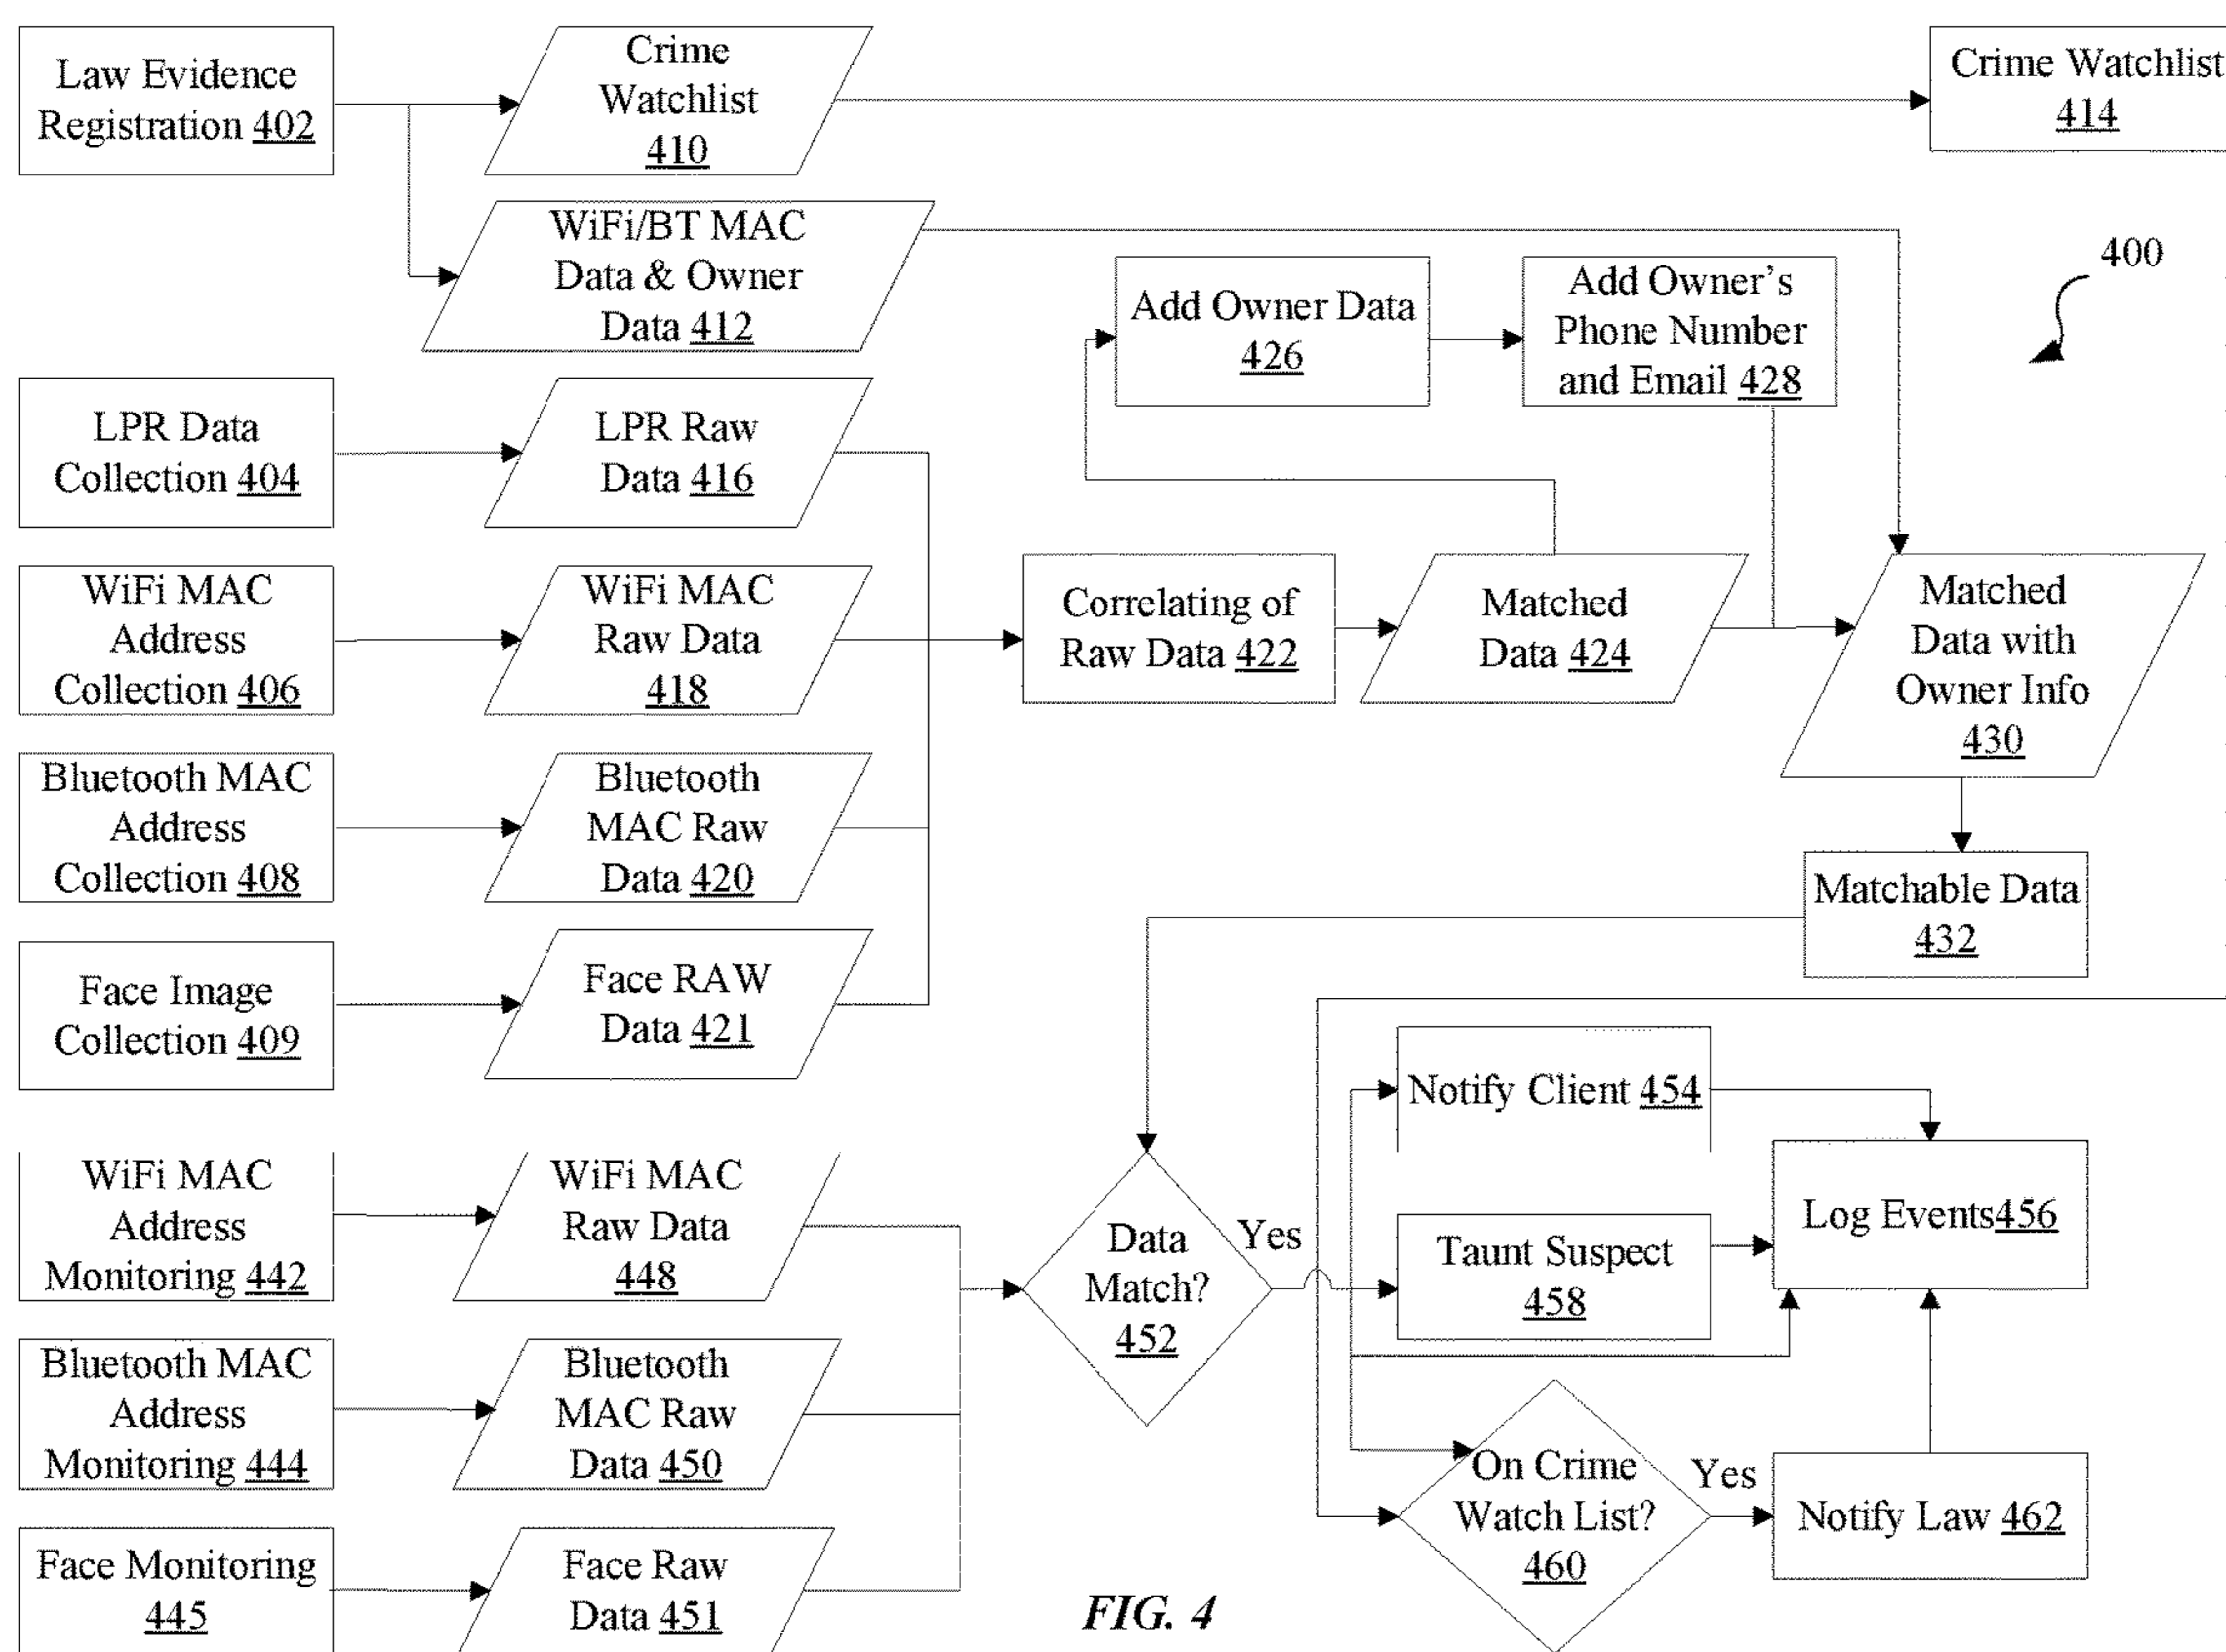 Law Evidence
Registration 402
Crime
Watchlist
410
Crime Watchlist
414
WiFi/BT MAC
Data & Owner
Data 412
400
Add Owner Data
426
Add Owner's
Phone Number
and Email 428
LPR Data
Collection 404
LPR Raw
Data 416
WiFi MAC
Address
Collection 406
WiFi MAC
Raw Data
418
Correlating of
Raw Data 422
Matched
Data 424
Matched
Data with
Owner Info
430
Bluetooth MAC
Address
Collection 408
Bluetooth
MAC Raw
Data 420
Matchable Data
432
Face Image
Collection 409
Face RAW
Data 421
Notify Client 454
WiFi MAC
Address
Monitoring 442
WiFi MAC
Raw Data
448
Data
Match?
452
Yes
Taunt Suspect
458
Log Events456
Bluetooth MAC
Address
Monitoring 444
Bluetooth
MAC Raw
Data 450
On Crime
Watch List?
460
Yes
Notify Law 462
Face Monitoring
445
Face Raw
Data 451
FIG. 4